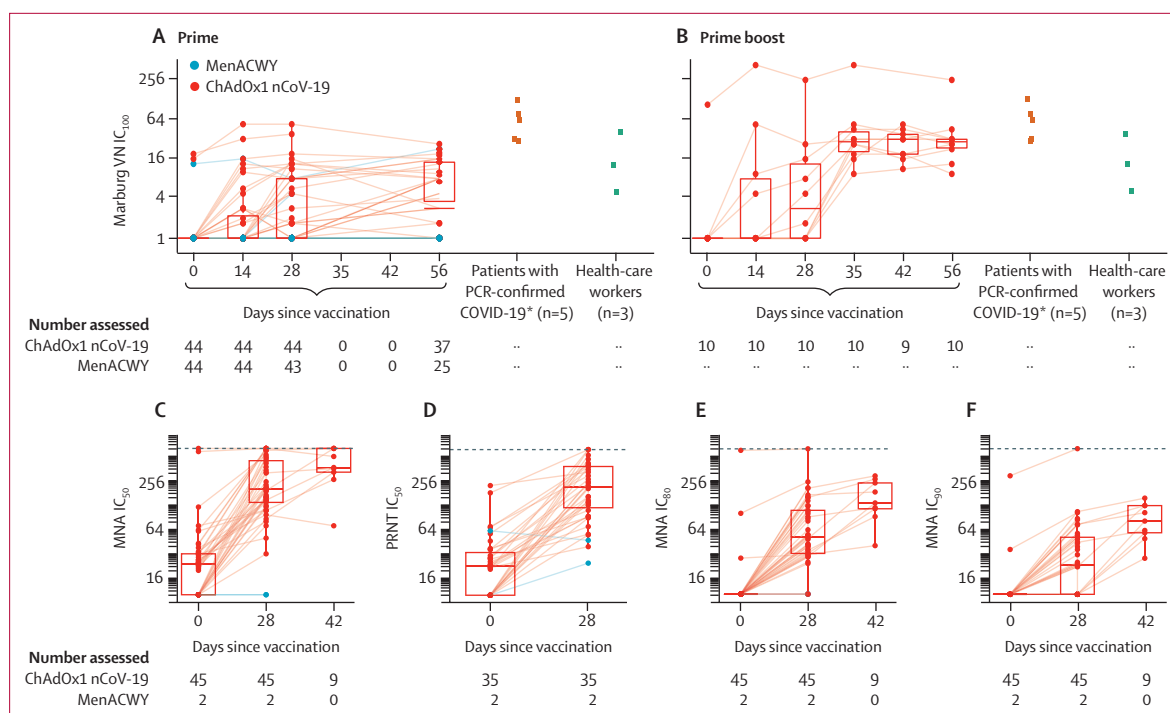 A Prime
MenACWY
ChAdOx1 nCoV-19
Marburg VN IC100
256
64
16
4
1
0 14 28 35 42 56
Days since vaccination
Patients with
PCR-confirmed
COVID-19* (n=5)
Health-care
workers
(n=3)
B Prime boost
256
64
16
4
1
0 14 28 35 42 56
Days since vaccination
Patients with
PCR-confirmed
COVID-19* (n=5)
Health-care
workers
(n=3)
Number assessed
ChAdOx1 nCoV-19 44 44 44 0 0 37 ·· ·· 10 10 10 10 9 10 ·· ··
MenACWY 44 44 43 0 0 25 ·· ·· ·· ·· ·· ·· ·· ·· ·· ··
C
MNA IC50
256
64
16
0 28 42
Days since vaccination
D
PRNT IC50
256
64
16
0 28
Days since vaccination
E
MNA IC80
256
64
16
0 28 42
Days since vaccination
F
MNA IC90
256
64
16
0 28 42
Days since vaccination
Number assessed
ChAdOx1 nCoV-19 45 45 9 35 35 45 45 9 45 45 9
MenACWY 2 2 0 2 2 2 2 0 2 2 0